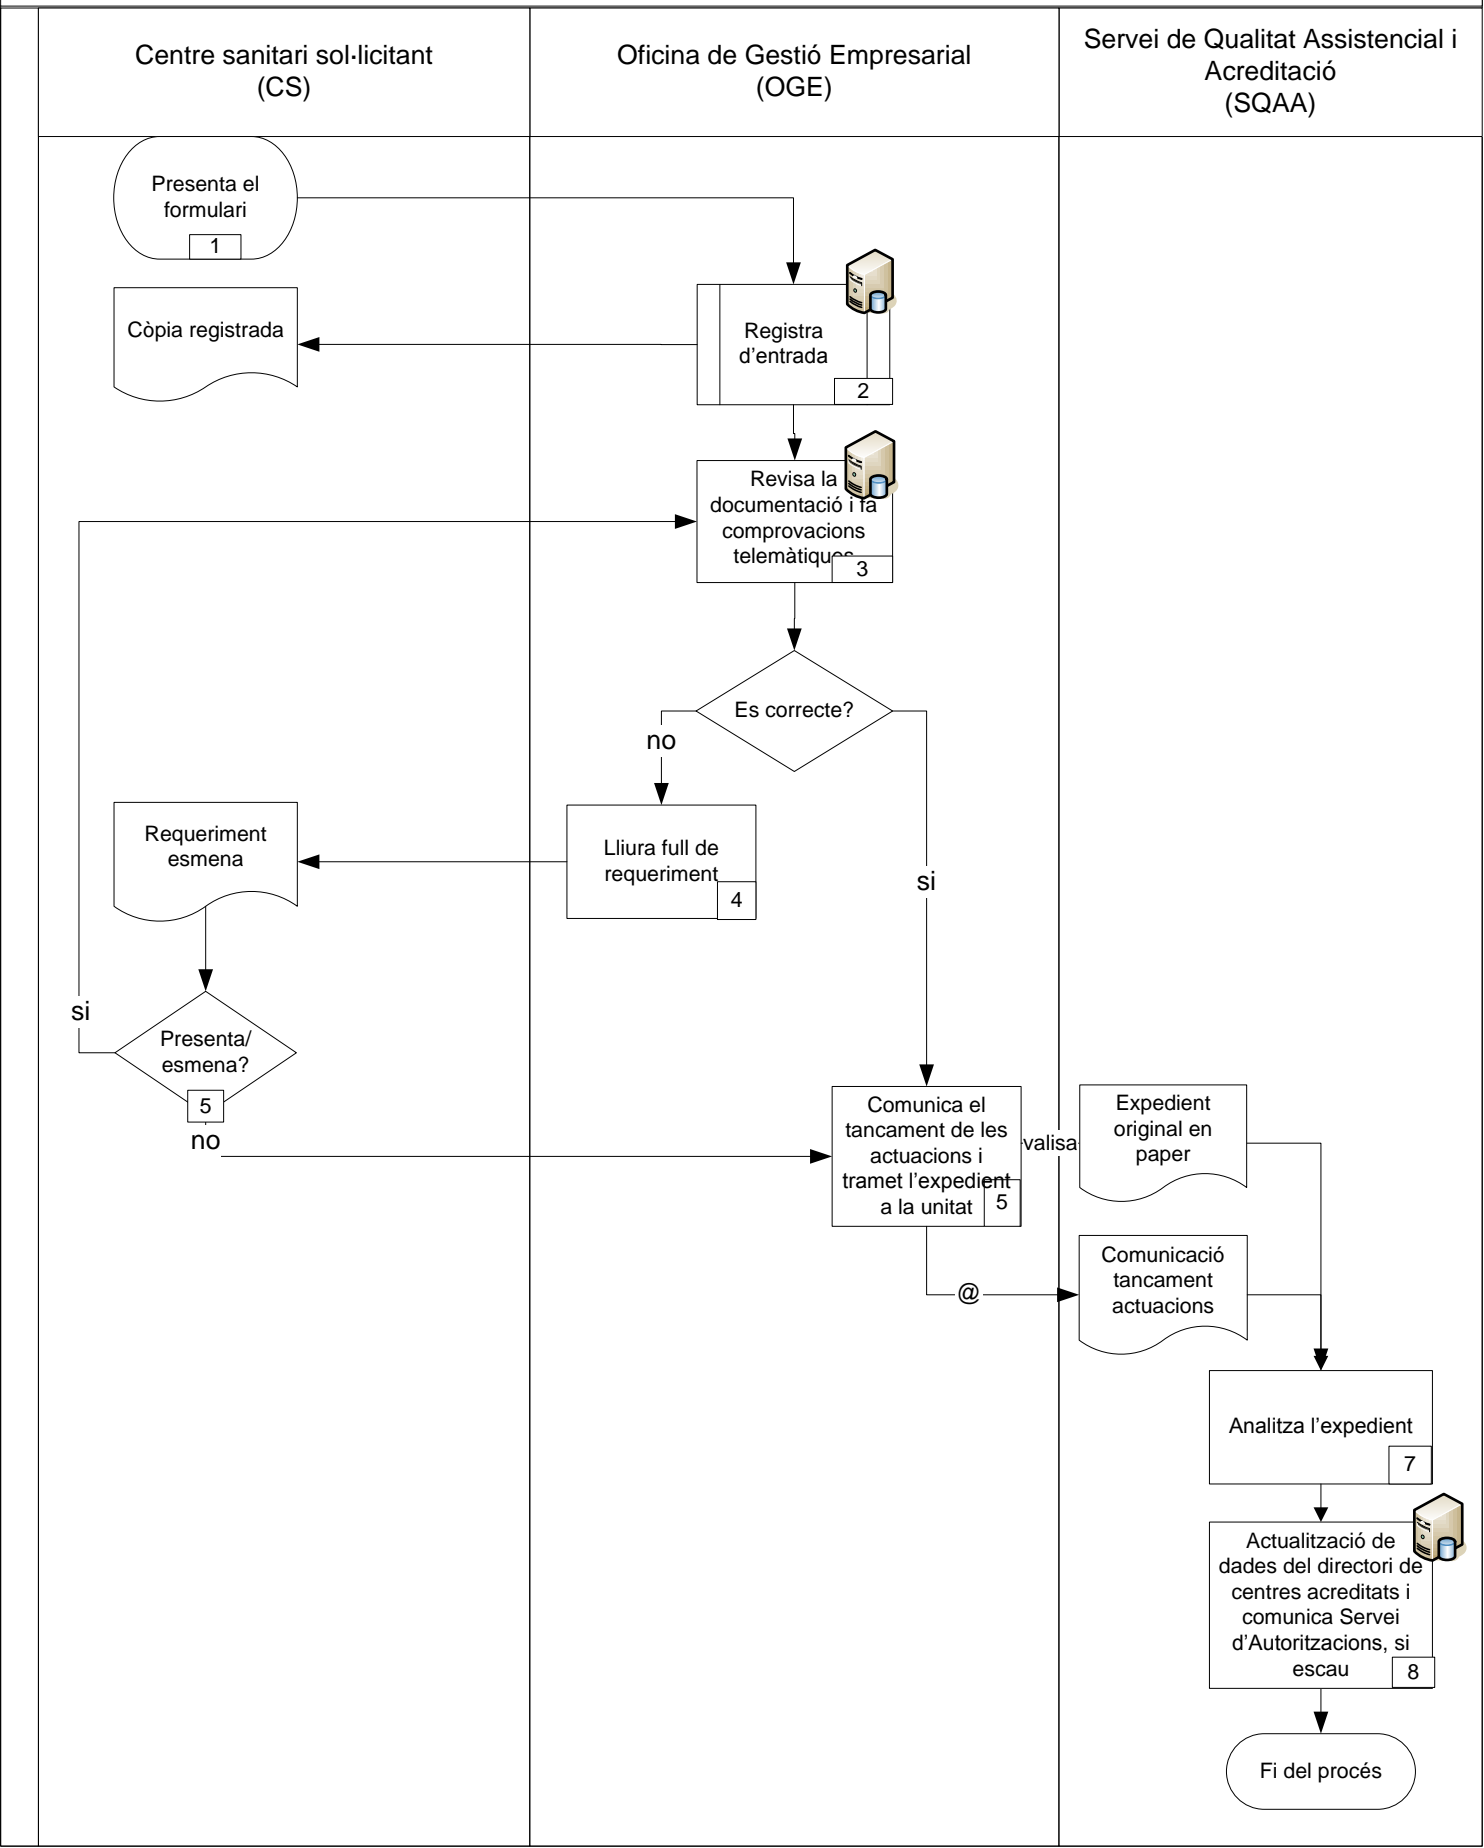 Centre sanitari sol·licitant
(CS)
Oficina de Gestió Empresarial
(OGE)
Servei de Qualitat Assistencial i
Acreditació
(SQAA)
Presenta el
formulari
1
Còpia registrada
Registra
d’entrada
2
Revisa la
documentació i fa
comprovacions
telemàtiques
3
Es correcte?
no
si
Lliura full de
requeriment
4
Requeriment
esmena
si
Presenta/
esmena?
5
no
Comunica el
tancament de les
actuacions i
tramet l’expedient
a la unitat
5
valisa
Expedient
original en
paper
@
Comunicació
tancament
actuacions
Analitza l’expedient
7
Actualització de
dades del directori de
centres acreditats i
comunica Servei
d’Autoritzacions, si
escau
8
Fi del procés